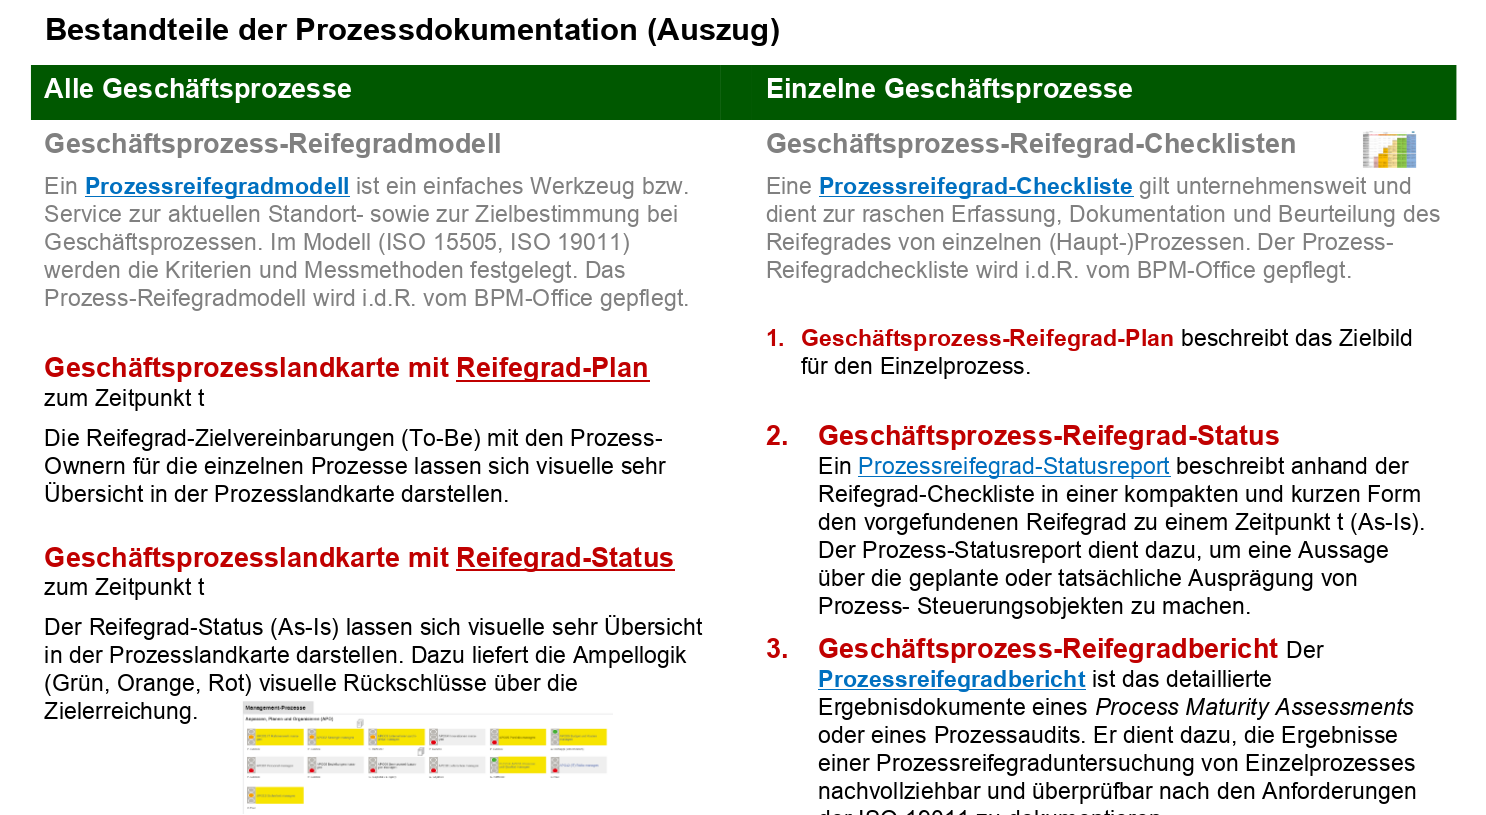 Bestandteile der Prozessdokumentation (Auszug)
Alle Geschäftsprozesse
Geschäftsprozess-Reifegradmodell
Ein Prozessreifegradmodell ist ein einfaches Werkzeug bzw.
Service zur aktuellen Standort- sowie zur Zielbestimmung bei
Geschäftsprozessen. Im Modell (ISO 15505, ISO 19011)
werden die Kriterien und Messmethoden festgelegt. Das
Prozess-Reifegradmodell wird i.d.R. vom BPM-Office gepflegt.
Geschäftsprozesslandkarte mit Reifegrad-Plan
zum Zeitpunkt t
Die Reifegrad-Zielvereinbarungen (To-Be) mit den Prozess-
Ownern für die einzelnen Prozesse lassen sich visuelle sehr
Übersicht in der Prozesslandkarte darstellen.
Geschäftsprozesslandkarte mit Reifegrad-Status
zum Zeitpunkt t
Der Reifegrad-Status (As-Is) lassen sich visuelle sehr Übersicht
in der Prozesslandkarte darstellen. Dazu liefert die Ampellogik
(Grün, Orange, Rot) visuelle Rückschlüsse über die
Zielerreichung.
Management-Prozesse
Anpassen, Planen und Organisieren (APO)
Einzelne Geschäftsprozesse
Geschäftsprozess-Reifegrad-Checklisten
Eine Prozessreifegrad-Checkliste gilt unternehmensweit und
dient zur raschen Erfassung, Dokumentation und Beurteilung des
Reifegrades von einzelnen (Haupt-)Prozessen. Der Prozess-
Reifegradcheckliste wird i.d.R. vom BPM-Office gepflegt.
1. Geschäftsprozess-Reifegrad-Plan beschreibt das Zielbild
für den Einzelprozess.
2. Geschäftsprozess-Reifegrad-Status
Ein Prozessreifegrad-Statusreport beschreibt anhand der
Reifegrad-Checkliste in einer kompakten und kurzen Form
den vorgefundenen Reifegrad zu einem Zeitpunkt t (As-Is).
Der Prozess-Statusreport dient dazu, um eine Aussage
über die geplante oder tatsächliche Ausprägung von
Prozess- Steuerungsobjekten zu machen.
3. Geschäftsprozess-Reifegradbericht Der
Prozessreifegradbericht ist das detaillierte
Ergebnisdokumente eines Process Maturity Assessments
oder eines Prozessaudits. Er dient dazu, die Ergebnisse
einer Prozessreifegraduntersuchung von Einzelprozesses
nachvollziehbar und überprüfbar nach den Anforderungen
der ISO 19011 zu dokumentieren